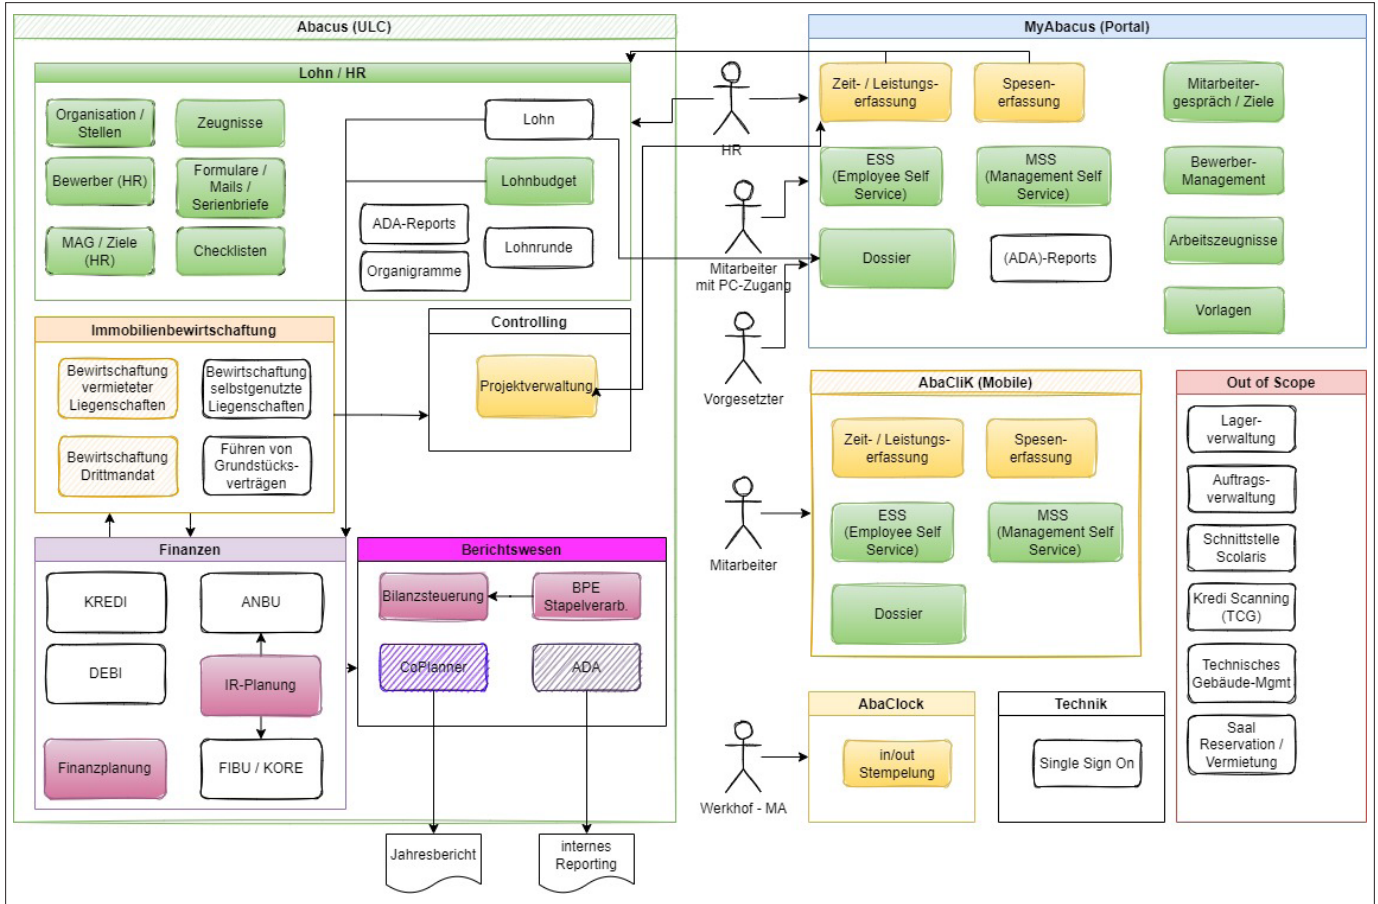 Abacus (ULC)
Lohn / HR
Organisation /
Stellen
Zeugnisse
Lohn
Bewerber (HR)
Formulare /
Mails /
Serienbriefe
Lohnbudget
ADA-Reports
MAG / Ziele
(HR)
Checklisten
Lohnrunde
Organigramme
Immobilienbewirtschaftung
Bewirtschaftung
vermieteter
Liegenschaften
Bewirtschaftung
selbstgenutzte
Liegenschaften
Bewirtschaftung
Drittmandat
Führen von
Grundstücks-
verträgen
Controlling
Projektverwaltung
Finanzen
KREDI
ANBU
DEBI
IR-Planung
Finanzplanung
FIBU / KORE
Berichtswesen
Bilanzsteuerung
BPE
Stapelverarb.
CoPlanner
ADA
Jahresbericht
internes
Reporting
HR
Mitarbeiter
mit PC-Zugang
Vorgesetzter
Mitarbeiter
Werkhof - MA
MyAbacus (Portal)
Zeit- / Leistungs-
erfassung
Spesen-
erfassung
Mitarbeiter-
gespräch / Ziele
ESS
(Employee Self
Service)
MSS
(Management Self
Service)
Bewerber-
Management
Dossier
(ADA)-Reports
Arbeitszeugnisse
Vorlagen
AbaCliK (Mobile)
Zeit- / Leistungs-
erfassung
Spesen-
erfassung
ESS
(Employee Self
Service)
MSS
(Management Self
Service)
Dossier
AbaClock
in/out
Stempelung
Technik
Single Sign On
Out of Scope
Lager-
verwaltung
Auftrags-
verwaltung
Schnittstelle
Scolaris
Kredi Scanning
(TCG)
Technisches
Gebäude-Mgmt
Saal
Reservation /
Vermietung